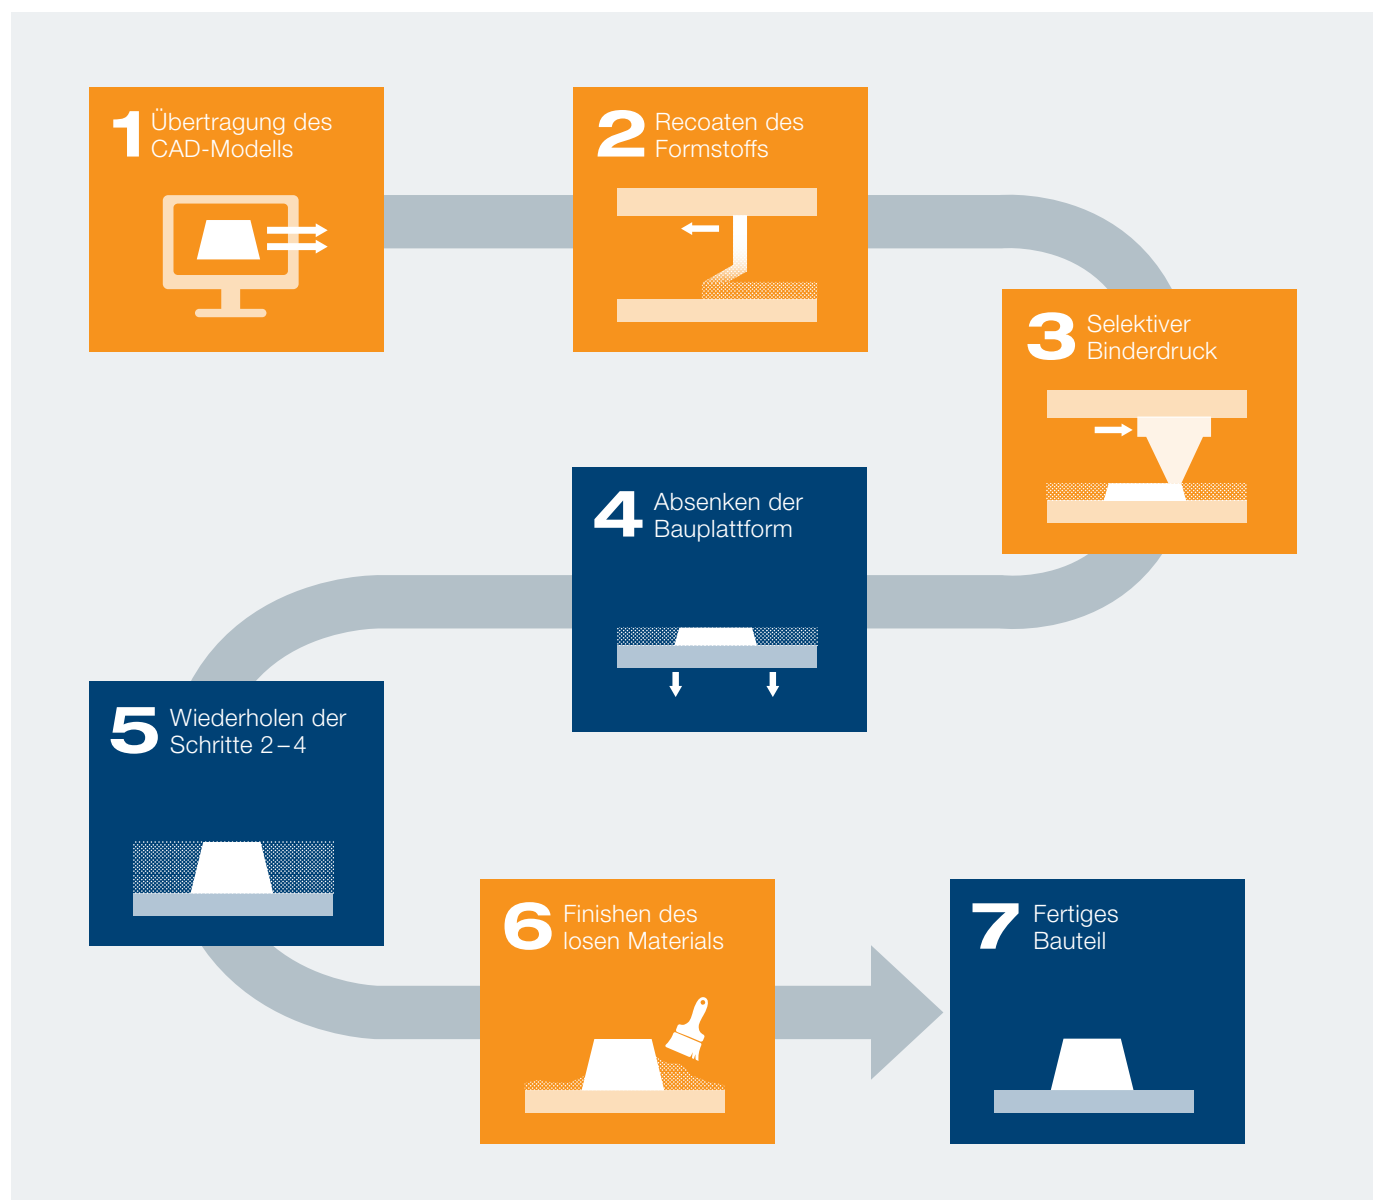 1 Übertragung des
CAD-Modells
2 Recoaten des
Formstoffs
3 Selektiver
Binderdruck
4 Absenken der
Bauplattform
5 Wiederholen der
Schritte 2 – 4
6 Finishen des
losen Materials
7 Fertiges
Bauteil